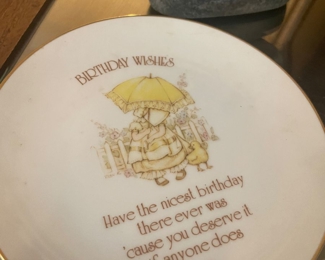 BIRTHDAY WISHES
Have the nicest birthday
there ever was
'cause you deserve it
if anyone does